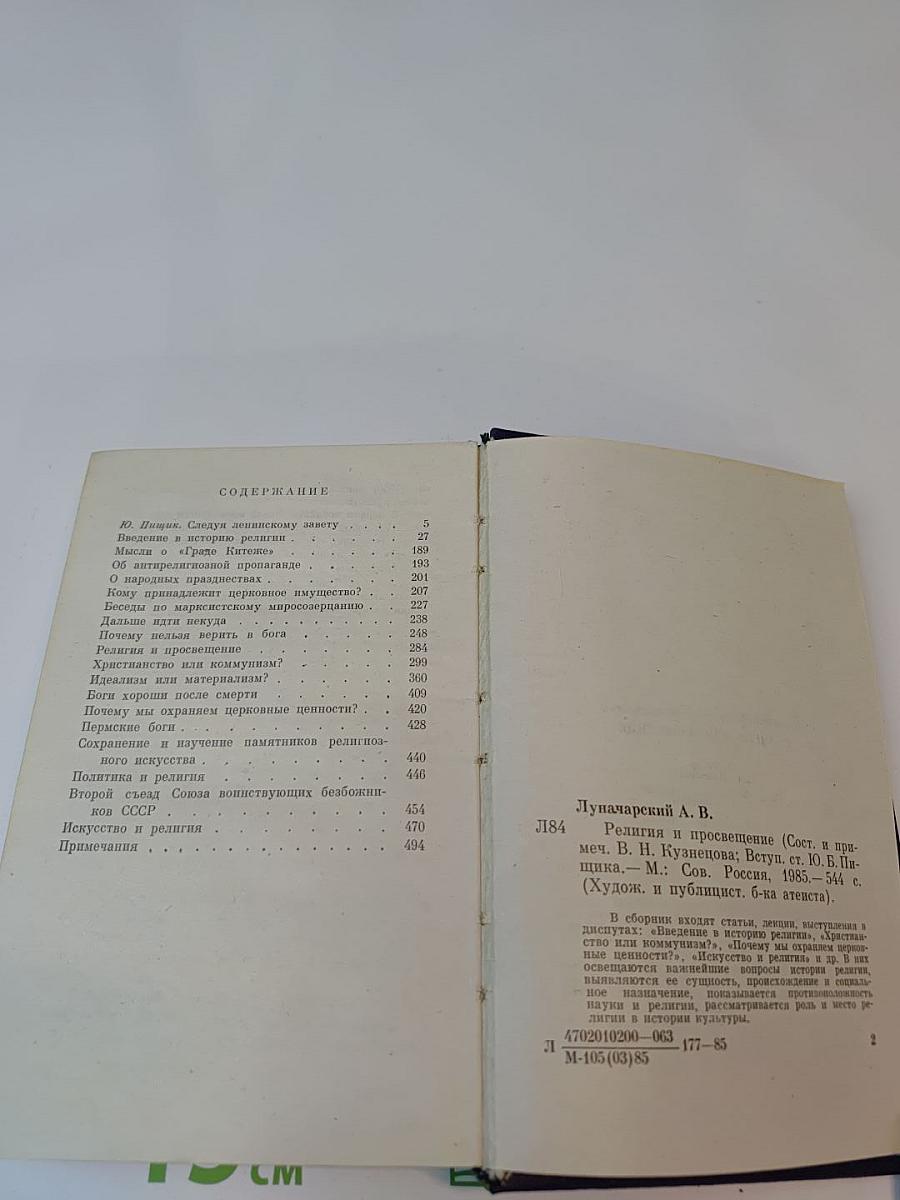 СОДЕРЖАНИЕ
Ю. Пищик. Следуя ленинскому завету . . . . 5
Введение в историю религии . . . . . . 27
Мысли о «Граде Китеже» . . . . . . 189
Об антирелигиозной пропаганде . . . . . 193
О народных празднествах . . . . . . . 201
Кому принадлежит церковное имущество? . . 207
Беседы по марксистскому миросозерцанию . . 227
Дальше идти некуда . . . . . . . . . . . 238
Почему нельзя верить в бога . . . . . . 248
Религия и просвещение . . . . . . . 284
Христианство или коммунизм? . . . . . . 299
Идеализм или материализм? . . . . . . 360
Боги хороши после смерти . . . . . . 409
Почему мы охраняем церковные ценности? . . 420
Пермские боги . . . . . . . . . . 428
Сохранение и изучение памятников религиоз-
ного искусства . . . . . . . . . 440
Политика и религия . . . . . . . . 446
Второй съезд Союза воинствующих безбожни-
ков СССР . . . . . . . . . . 454
Искусство и религия . . . . . . . . 470
Примечания . . . . . . . . . . . . 494
Луначарский А. В.
Л84 Религия и просвещение (Сост. и при-
меч. В. Н. Кузнецова; Вступ. ст. Ю. Б. Пи-
щика.— М.: Сов. Россия, 1985.— 544 с.
(Худож. и публицист. б-ка атеиста).
В сборник входят статьи, лекции, выступления в
диспутах: «Введение в историю религии», «Христиан-
ство или коммунизм?», «Почему мы охраняем церков-
ные ценности?», «Искусство и религия» и др. В них
освещаются важнейшие вопросы истории религии,
выявляются ее сущность, происхождение и социаль-
ное назначение, показывается противоположность
науки и религии, рассматривается роль и место ре-
лигии в истории культуры.
Л 4702010200—063 177—85 2
М-105(03)85
СМ